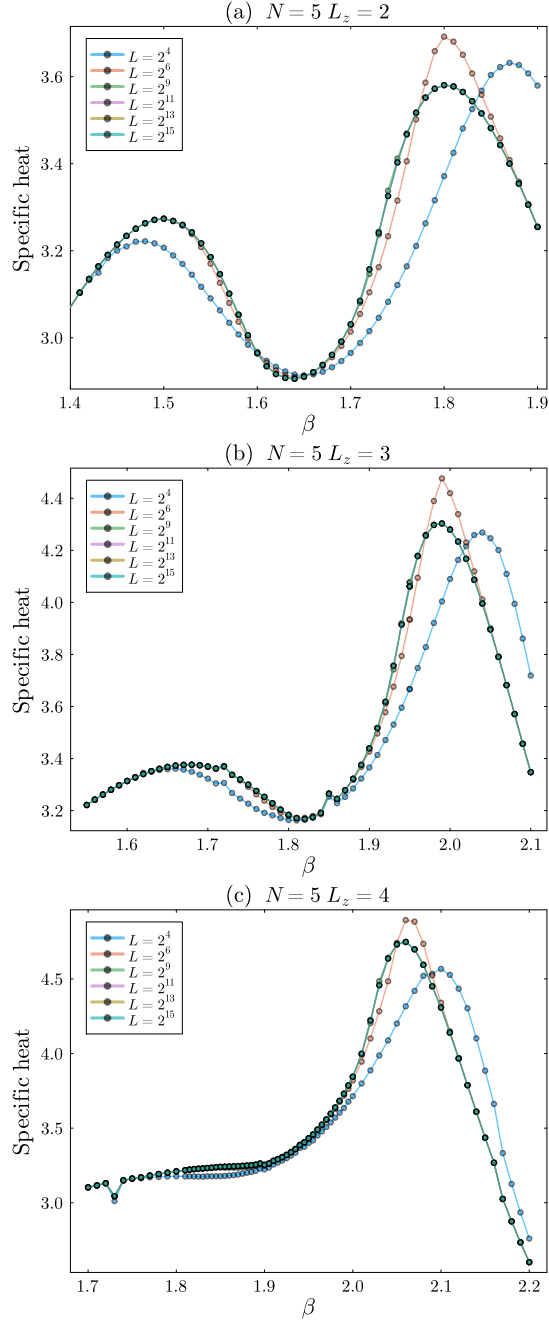 (a) N = 5 L_z = 2
Specific heat
3.6
3.4
3.2
3.0
L = 2^4
L = 2^6
L = 2^9
L = 2^11
L = 2^13
L = 2^15
1.4 1.5 1.6 1.7 1.8 1.9
β
(b) N = 5 L_z = 3
Specific heat
4.4
4.2
4.0
3.8
3.6
3.4
3.2
L = 2^4
L = 2^6
L = 2^9
L = 2^11
L = 2^13
L = 2^15
1.6 1.7 1.8 1.9 2.0 2.1
β
(c) N = 5 L_z = 4
Specific heat
4.5
4.0
3.5
3.0
L = 2^4
L = 2^6
L = 2^9
L = 2^11
L = 2^13
L = 2^15
1.7 1.8 1.9 2.0 2.1 2.2
β